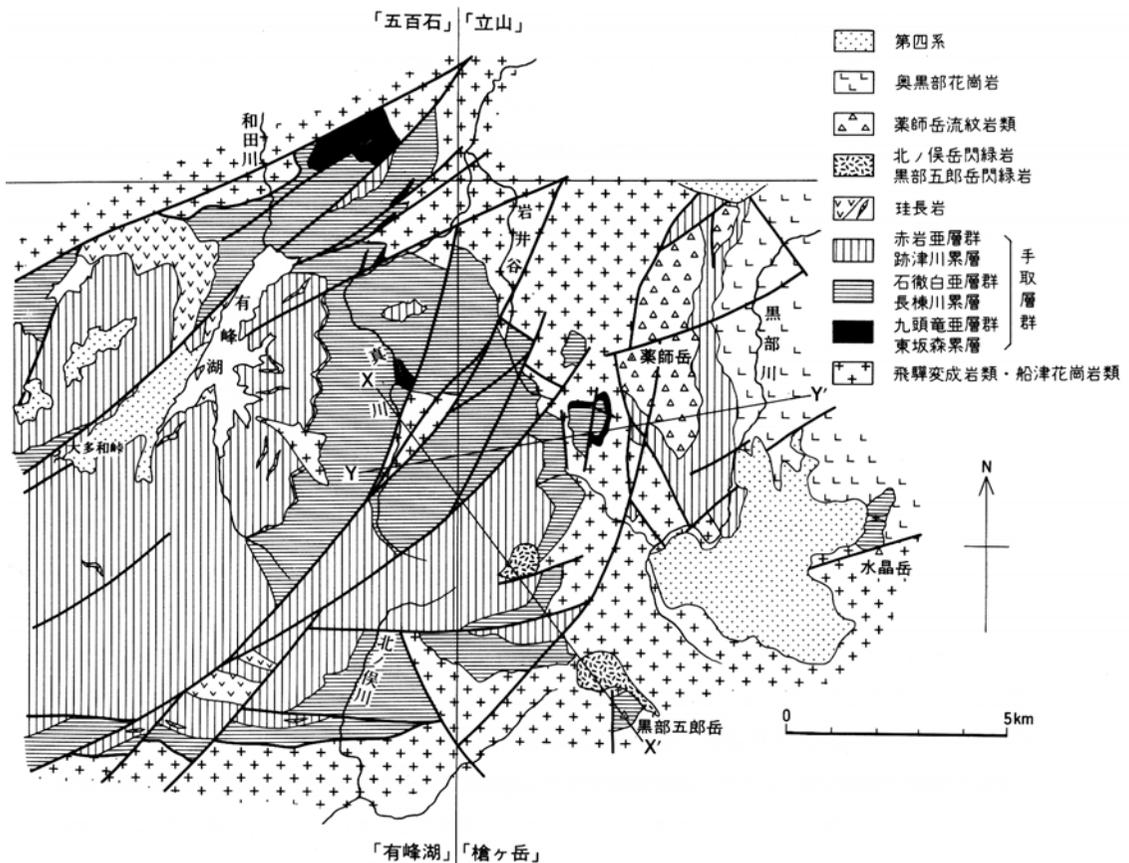 「五百石」「立山」
第四系
奥黒部花崗岩
薬師岳流紋岩類
北ノ俣岳閃緑岩
黒部五郎岳閃緑岩
珪長岩
赤岩亜層群
跡津川累層
石徹白亜層群
長棟川累層
九頭竜亜層群
東坂森累層
手取層群
飛驒変成岩類・船津花崗岩類
和田川
岩井谷
有峰湖
真川
黒部川
薬師岳
X
Y'
大多和峠
Y
N
水晶岳
北ノ俣川
黒部五郎岳
X'
0 5km
「有峰湖」「槍ヶ岳」